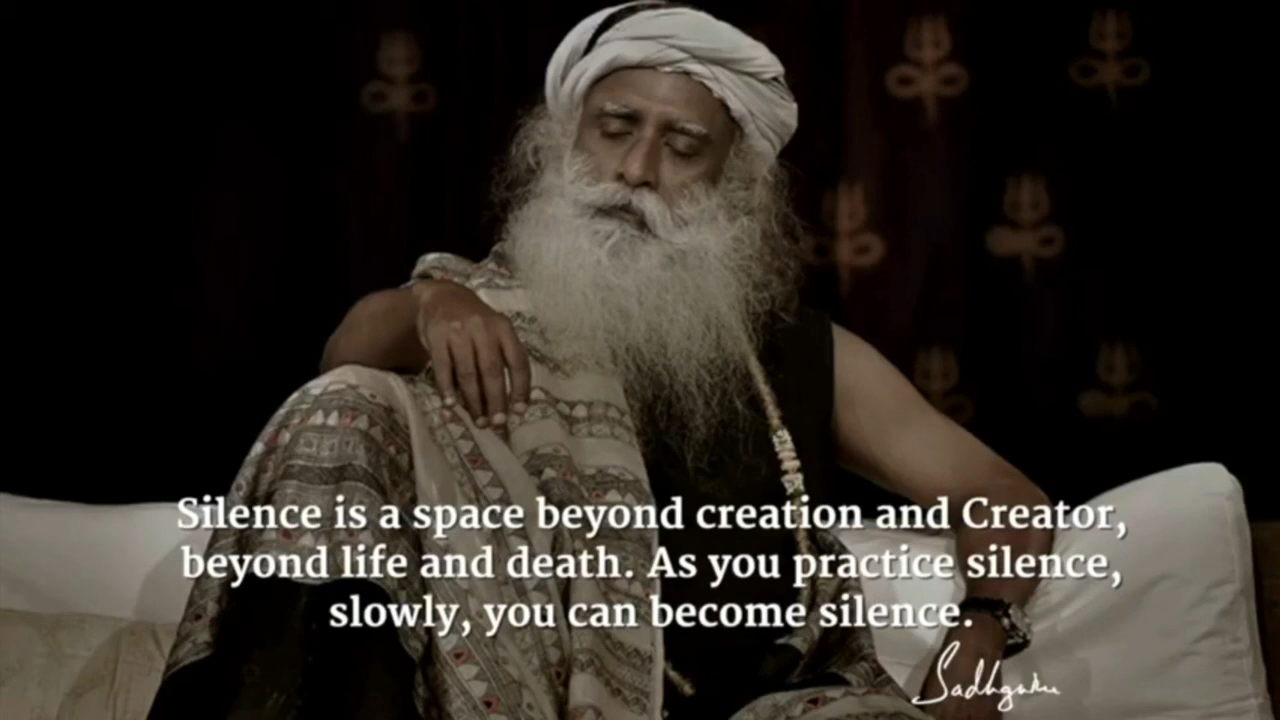 Silence is a space beyond creation and Creator,
beyond life and death. As you practice silence,
slowly, you can become silence.
Sadhguru